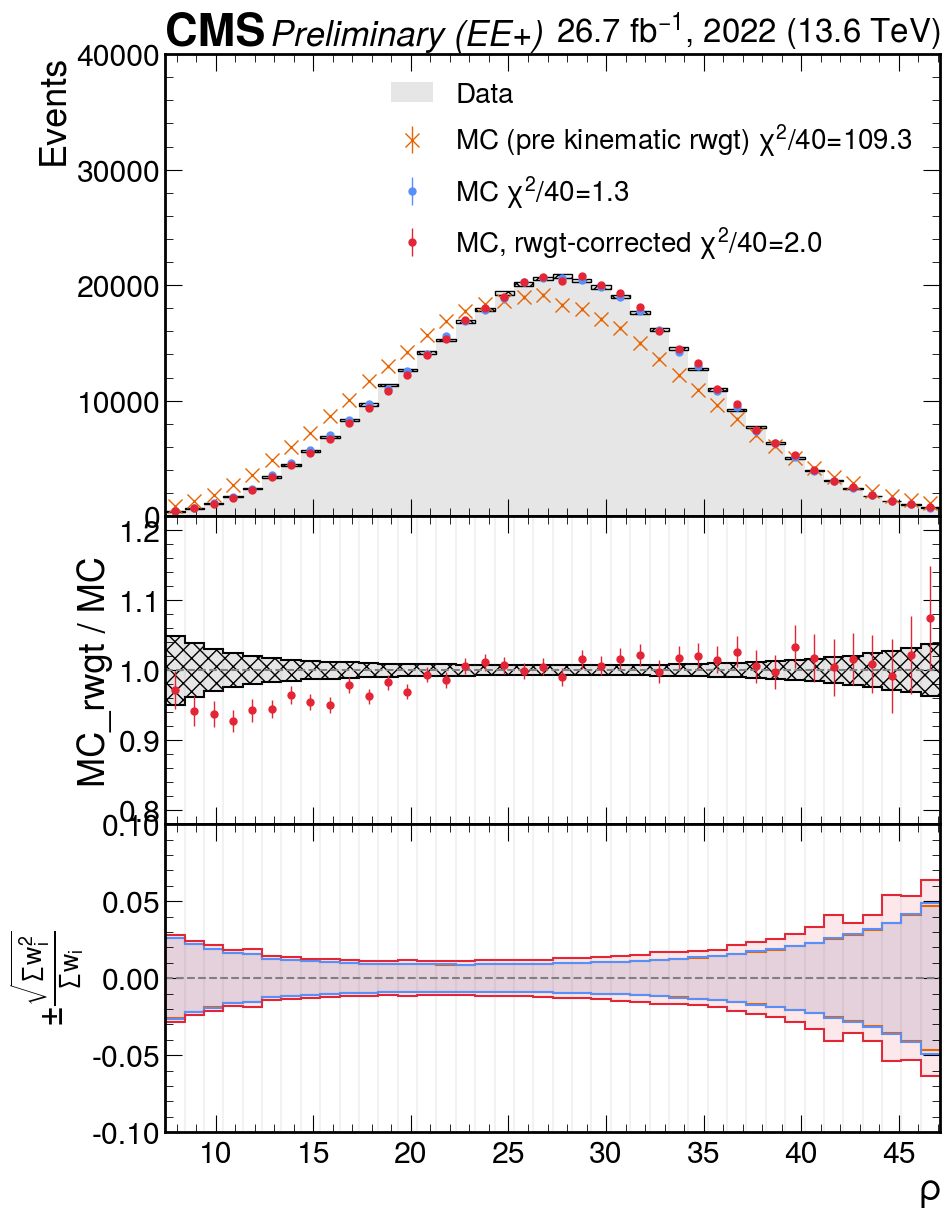 CMS Preliminary (EE+) 26.7 fb⁻¹, 2022 (13.6 TeV)
Events
40000
30000
20000
10000
0
Data
MC (pre kinematic rwgt) χ²/40=109.3
MC χ²/40=1.3
MC, rwgt-corrected χ²/40=2.0
MC_rwgt / MC
1.2
1.1
1.0
0.9
0.8
±√Σwᵢ²/Σwᵢ
0.10
0.05
0.00
-0.05
-0.10
10 15 20 25 30 35 40 45
ρ